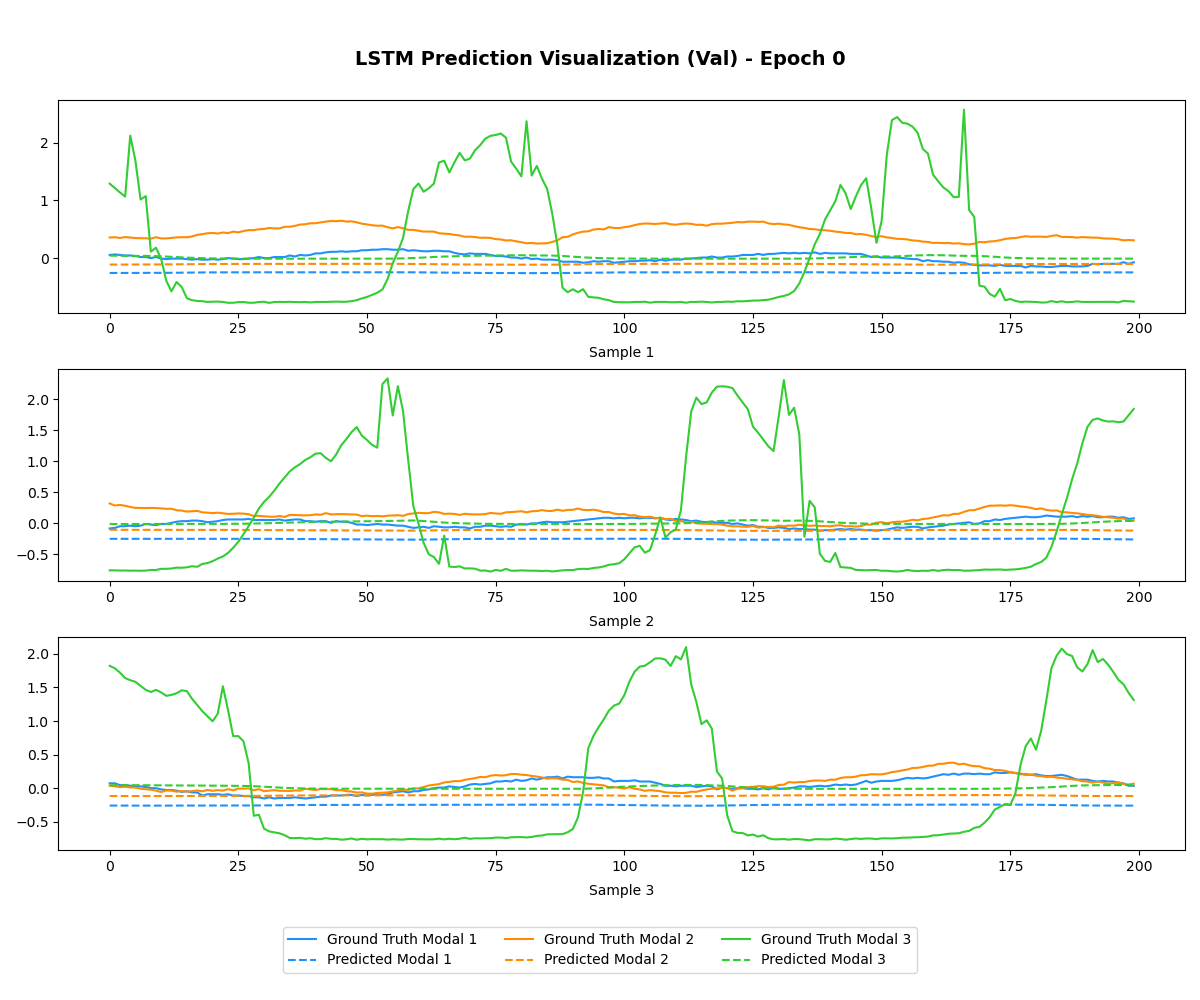 LSTM Prediction Visualization (Val) - Epoch 0
2
1
0
0 25 50 75 100 125 150 175 200
Sample 1
2.0
1.5
1.0
0.5
0.0
−0.5
0 25 50 75 100 125 150 175 200
Sample 2
2.0
1.5
1.0
0.5
0.0
−0.5
0 25 50 75 100 125 150 175 200
Sample 3
Ground Truth Modal 1 Ground Truth Modal 2 Ground Truth Modal 3
Predicted Modal 1 Predicted Modal 2 Predicted Modal 3